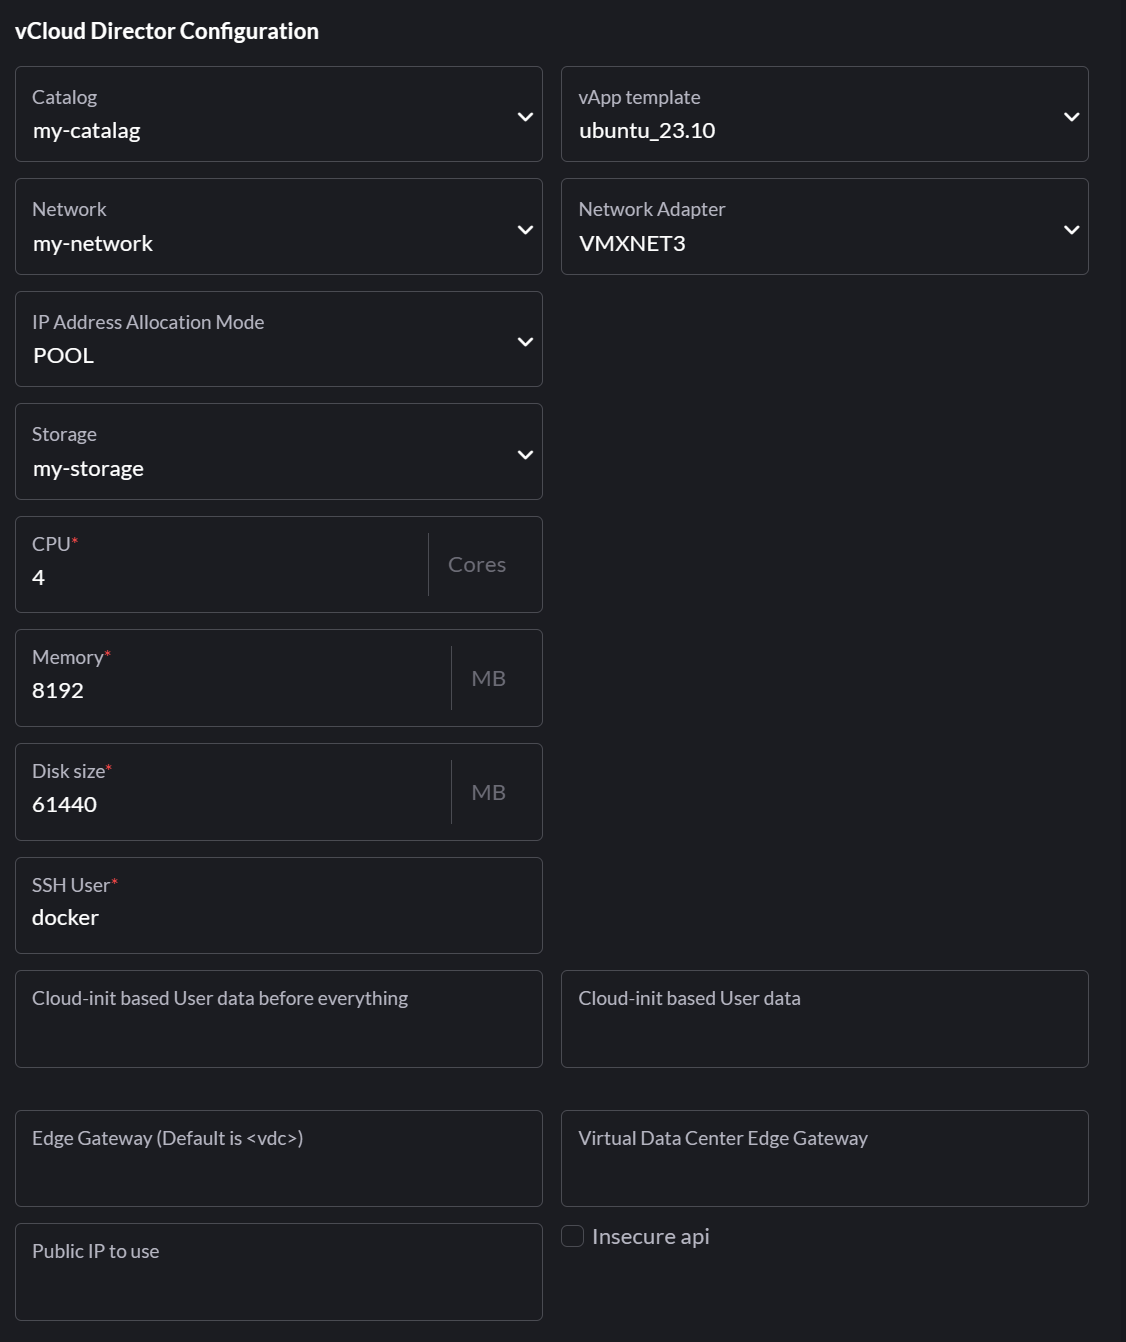 vCloud Director Configuration
Catalog
my-catalag
vApp template
ubuntu_23.10
Network
my-network
Network Adapter
VMXNET3
IP Address Allocation Mode
POOL
Storage
my-storage
CPU*
4
Cores
Memory*
8192
MB
Disk size*
61440
MB
SSH User*
docker
Cloud-init based User data before everything
Cloud-init based User data
Edge Gateway (Default is <vdc>)
Virtual Data Center Edge Gateway
Public IP to use
Insecure api